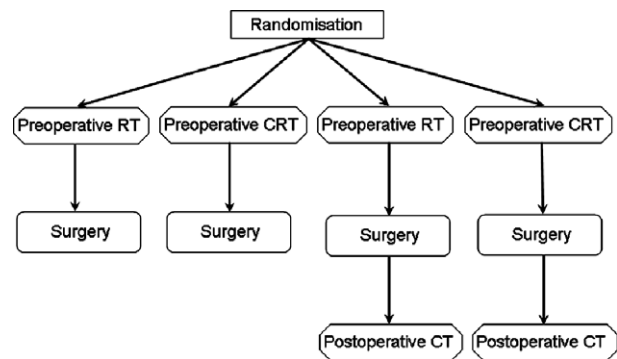 Randomisation
Preoperative RT
Preoperative CRT
Preoperative RT
Preoperative CRT
Surgery
Surgery
Surgery
Surgery
Postoperative CT
Postoperative CT